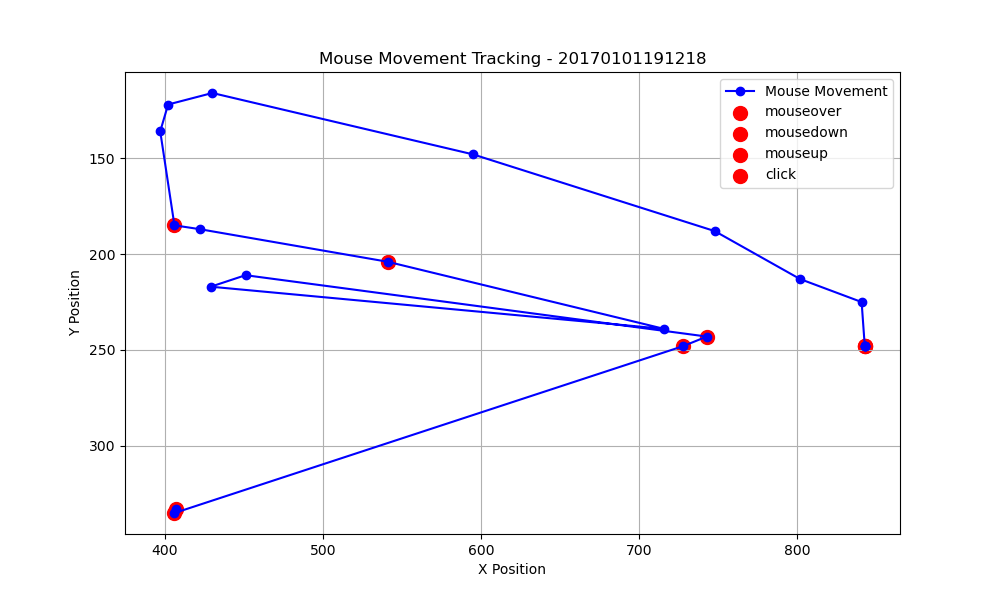 Mouse Movement Tracking - 20170101191218
Mouse Movement
mouseover
mousedown
mouseup
click
Y Position
150
200
250
300
400 500 600 700 800
X Position